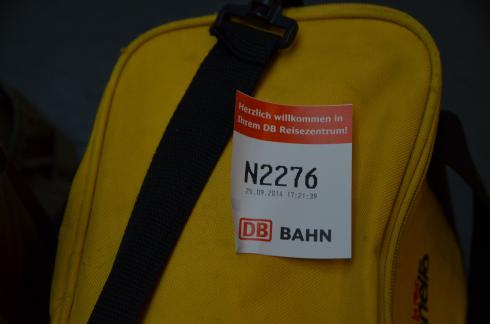 Herzlich willkommen in
Ihrem DB Reisezentrum!
N2276
25.09.2014 17:21:39
DB BAHN